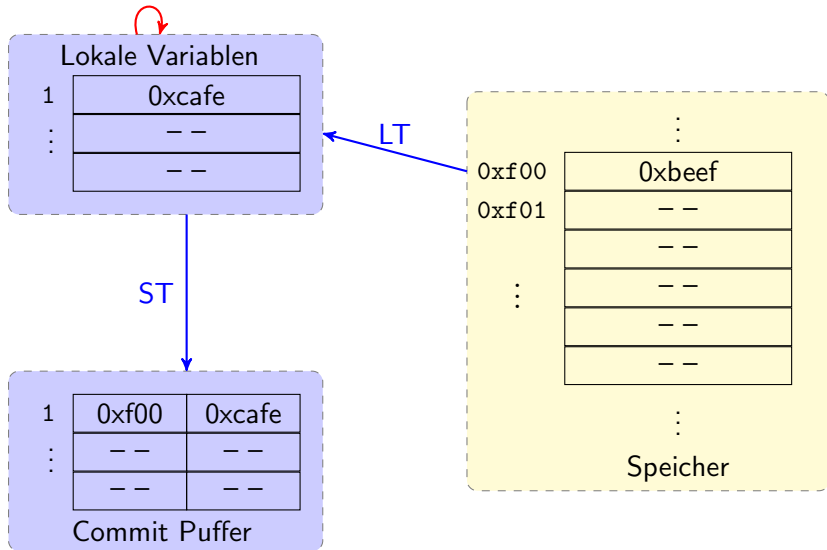 Lokale Variablen
1 0xcafe
⋮ – –
– –
LT
ST
1 0xf00 0xcafe
⋮ – – – –
– – – –
Commit Puffer
⋮
0xf00 0xbeef
0xf01 – –
– –
⋮ – –
– –
– –
⋮
Speicher